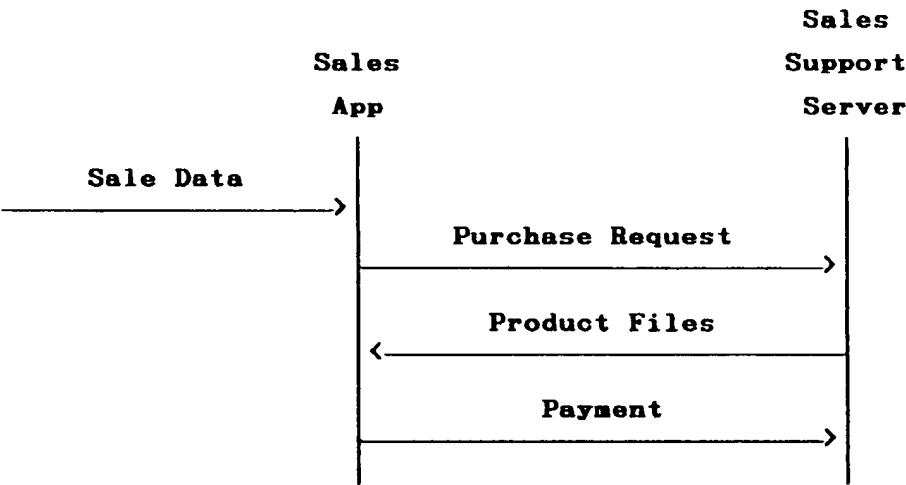 Sales
Sales
Support
App
Server
Sale Data
Purchase Request
Product Files
Payment